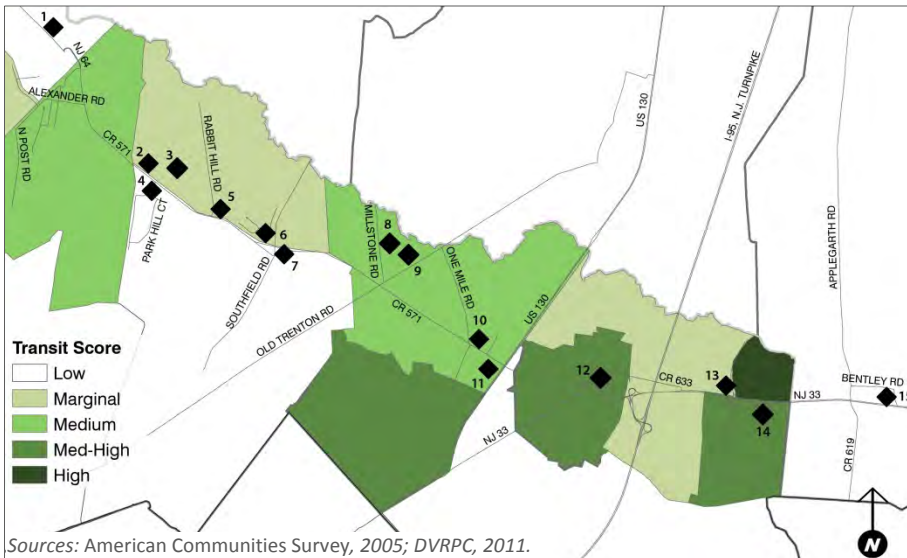 1
NJ 64
ALEXANDER RD
N POST RD
CR 571
2
3
4
RABBIT HILL RD
5
PARK HILL CT
6
7
SOUTHFIELD RD
OLD TRENTON RD
MILLSTONE RD
8
9
ONE MILE RD
CR 571
10
11
US 130
US 130
I-95, N.J. TURNPIKE
APPLEGARTH RD
12
CR 633
13
14
NJ 33
BENTLEY RD
15
NJ 33
CR 619
Transit Score
Low
Marginal
Medium
Med-High
High
N
Sources: American Communities Survey, 2005; DVRPC, 2011.